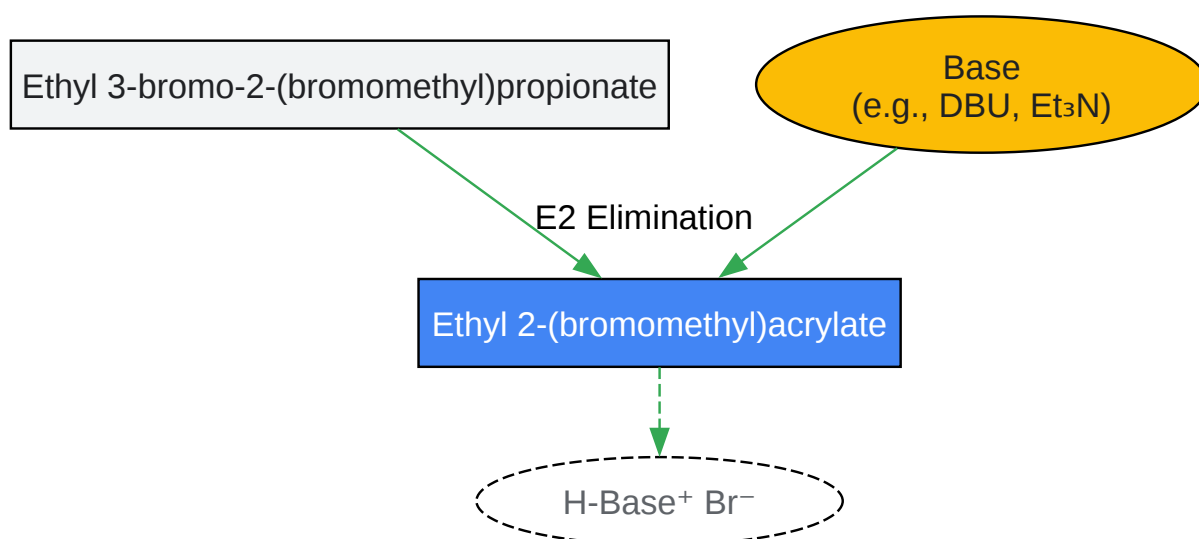 Ethyl 3-bromo-2-(bromomethyl)propionate
Base
(e.g., DBU, Et₃N)
E2 Elimination
Ethyl 2-(bromomethyl)acrylate
H-Base⁺ Br⁻